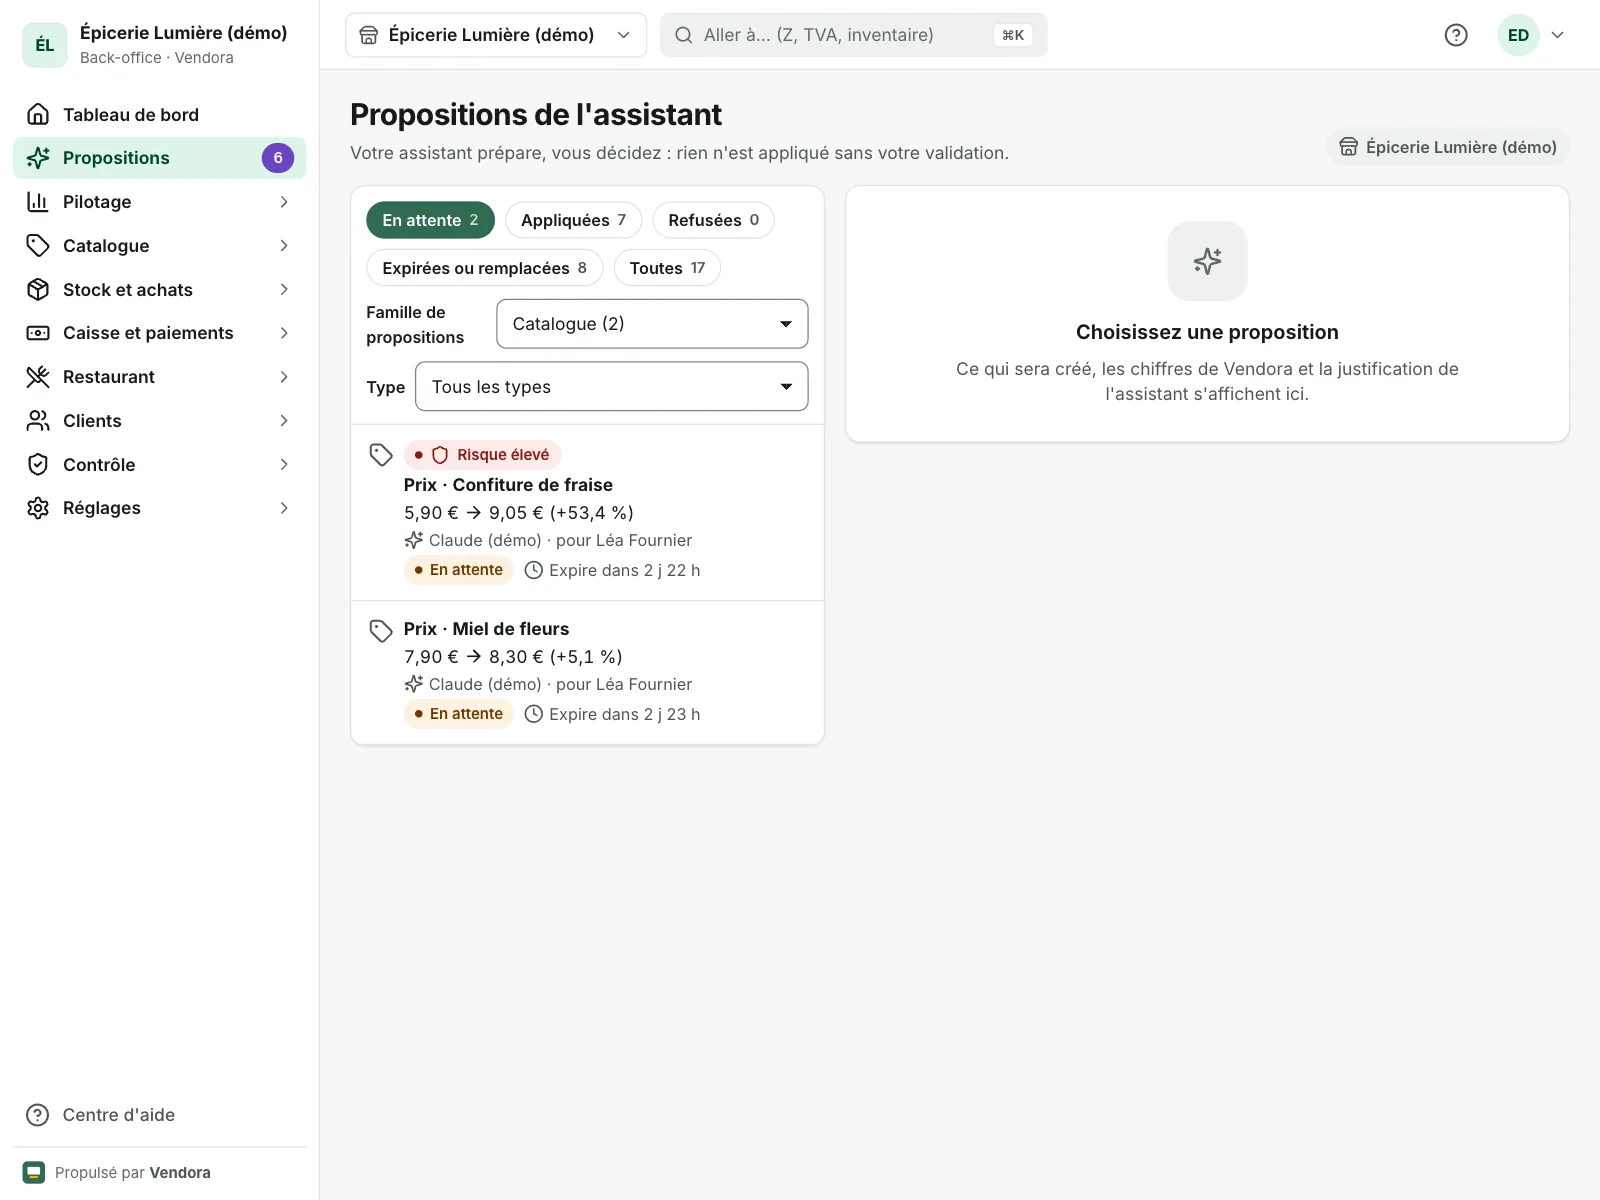 ÉL
Épicerie Lumière (démo)
Back-office · Vendora
Tableau de bord
Propositions 6
Pilotage
Catalogue
Stock et achats
Caisse et paiements
Restaurant
Clients
Contrôle
Réglages
Centre d'aide
Propulsé par Vendora
Épicerie Lumière (démo)
Aller à... (Z, TVA, inventaire) ⌘K
ED
Propositions de l'assistant
Votre assistant prépare, vous décidez : rien n'est appliqué sans votre validation.
Épicerie Lumière (démo)
En attente 2
Appliquées 7
Refusées 0
Expirées ou remplacées 8
Toutes 17
Famille de
propositions
Catalogue (2)
Type
Tous les types
Risque élevé
Prix · Confiture de fraise
5,90 € → 9,05 € (+53,4 %)
Claude (démo) · pour Léa Fournier
En attente
Expire dans 2 j 22 h
Prix · Miel de fleurs
7,90 € → 8,30 € (+5,1 %)
Claude (démo) · pour Léa Fournier
En attente
Expire dans 2 j 23 h
Choisissez une proposition
Ce qui sera créé, les chiffres de Vendora et la justification de
l'assistant s'affichent ici.